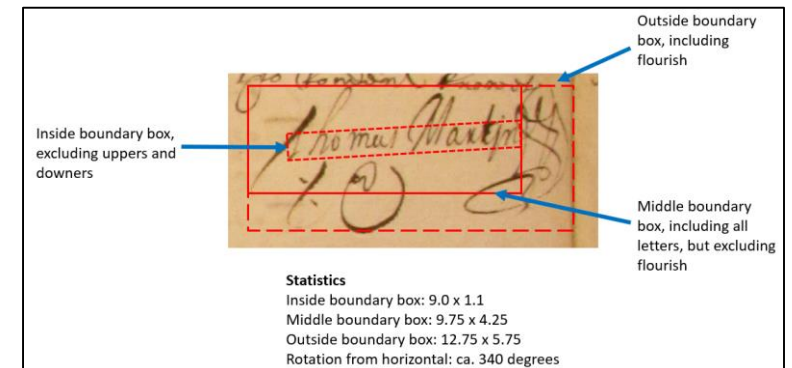 Outside boundary
box, including
flourish
Thomas Martin
Inside boundary box,
excluding uppers and
downers
Middle boundary
box, including all
letters, but excluding
flourish
Statistics
Inside boundary box: 9.0 x 1.1
Middle boundary box: 9.75 x 4.25
Outside boundary box: 12.75 x 5.75
Rotation from horizontal: ca. 340 degrees